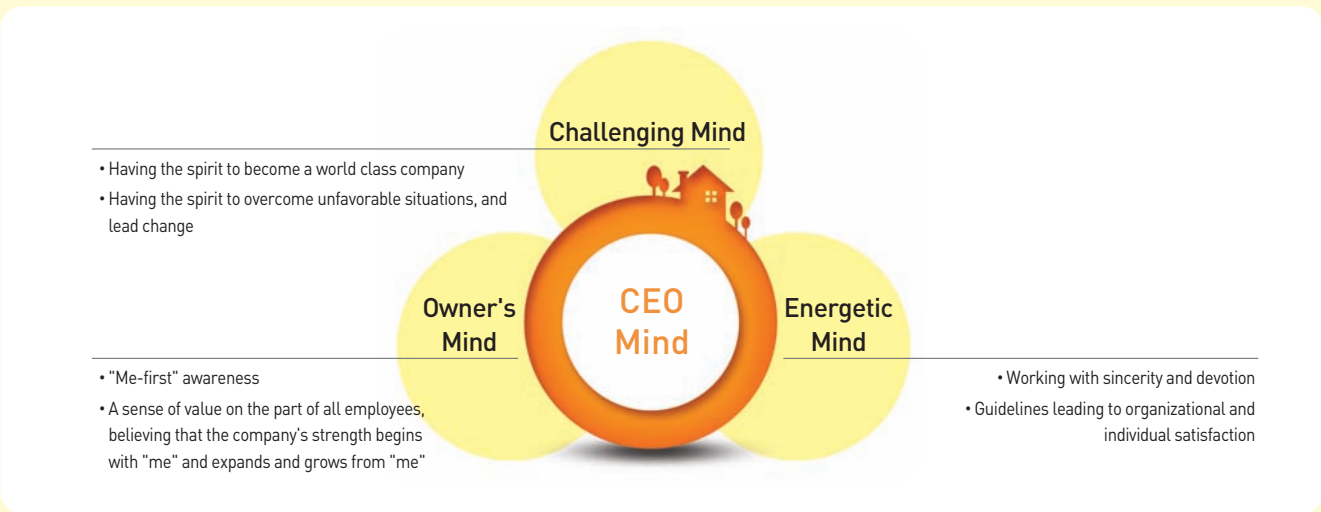 Challenging Mind
• Having the spirit to become a world class company
• Having the spirit to overcome unfavorable situations, and
lead change
Owner's
Mind
• "Me-first" awareness
• A sense of value on the part of all employees,
believing that the company's strength begins
with "me" and expands and grows from "me"
CEO
Mind
Energetic
Mind
• Working with sincerity and devotion
• Guidelines leading to organizational and
individual satisfaction